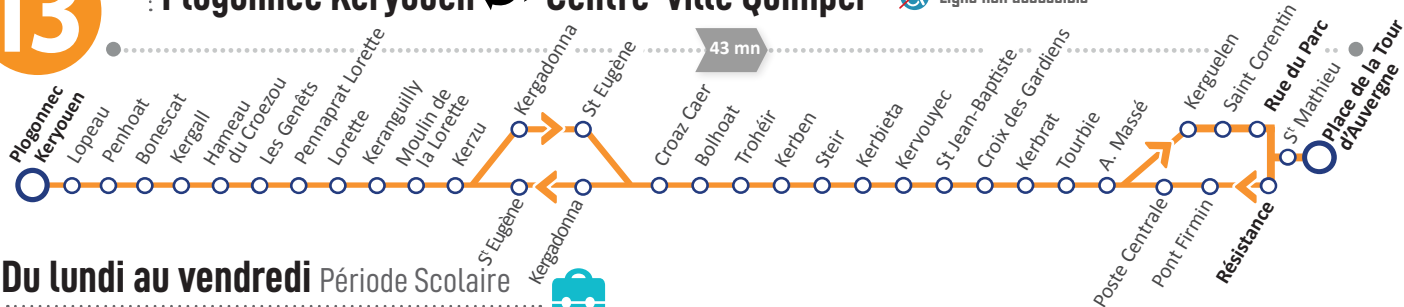 13
Plogonnec Keryouen Centre-Ville Quimper
Ligne non accessible
43 mn
Plogonnec
Keryouen
Lopeau
Penhoat
Bonescat
Kergall
Hameau
du Croezou
Les Genêts
Pennaprat Lorette
Lorette
Keranguilly
Moulin de
la Lorette
Kerzu
Kergadonna
St Eugène
St Eugène
Kergadonna
Croaz Caer
Bolhoat
Trohéir
Kerben
Steir
Kerbieta
Kervouyec
St Jean-Baptiste
Croix des Gardiens
Kerbrat
Tourbie
A. Massé
Kerguelen
Saint Corentin
Rue du Parc
St Mathieu
Place de la Tour
d'Auvergne
Poste Centrale
Pont Firmin
Résistance
Du lundi au vendredi Période Scolaire